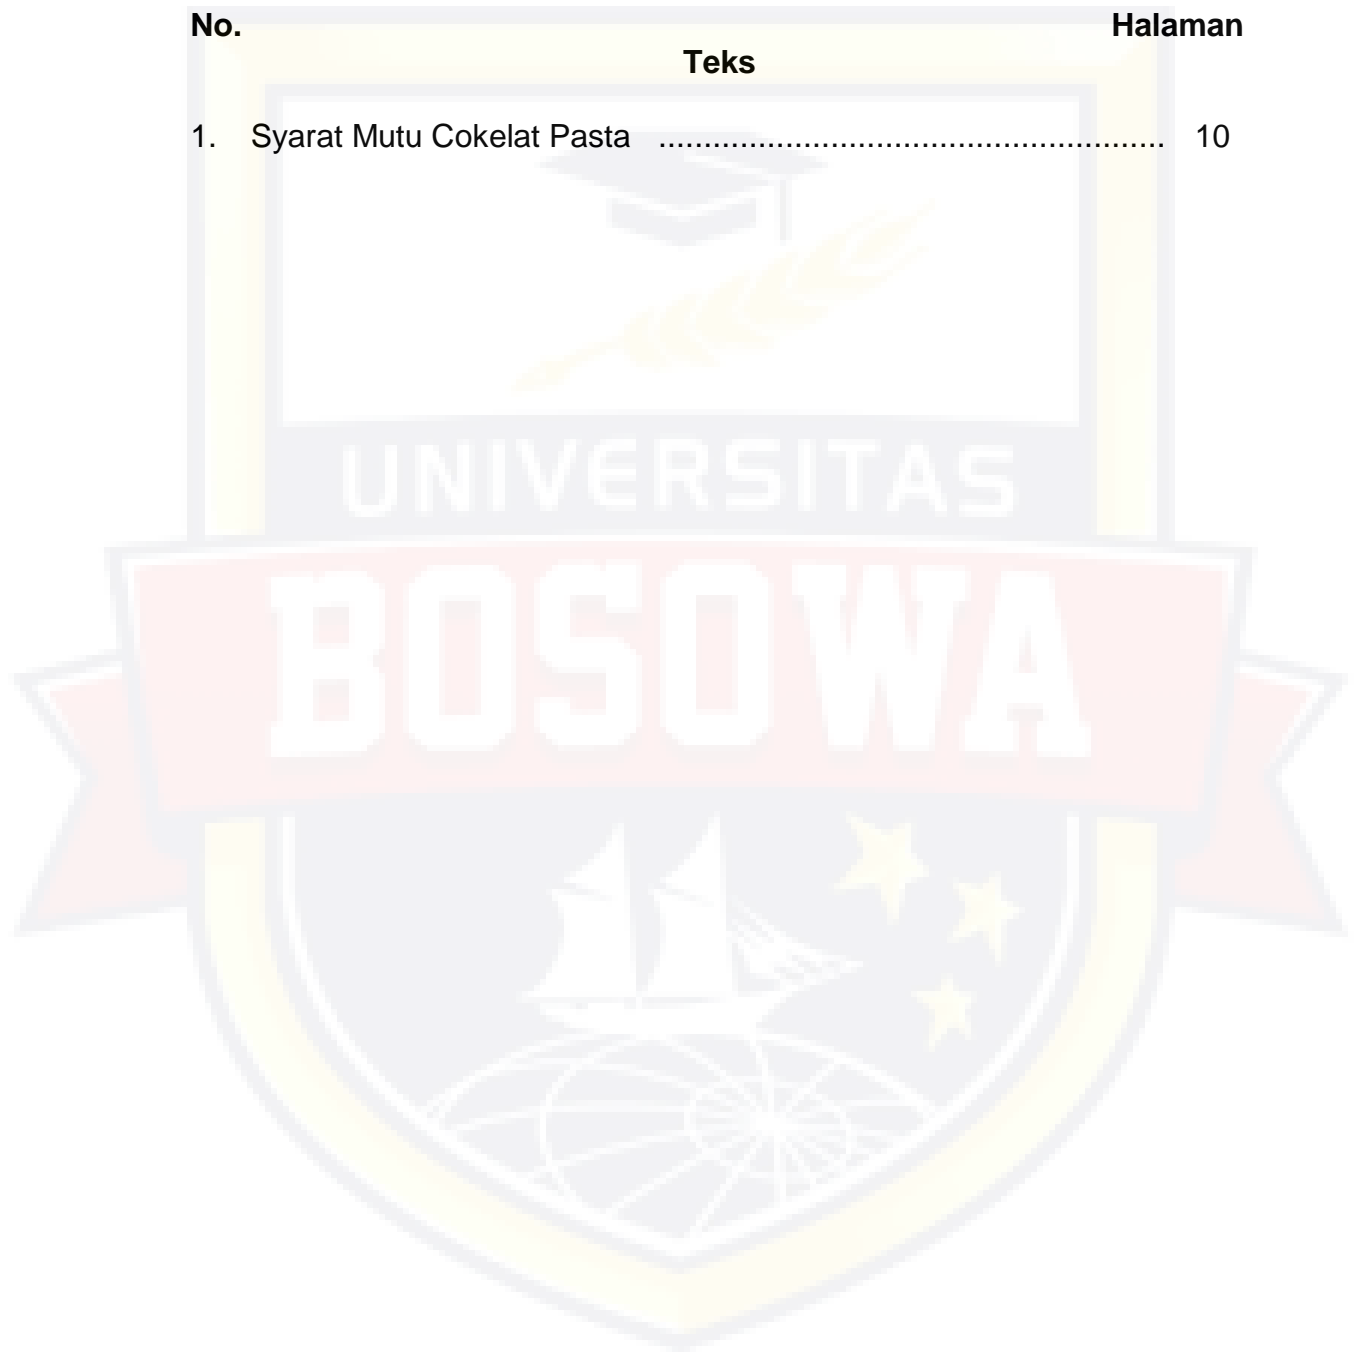 No. Halaman
Teks
1. Syarat Mutu Cokelat Pasta ........................................................ 10
UNIVERSITAS
BOSOWA